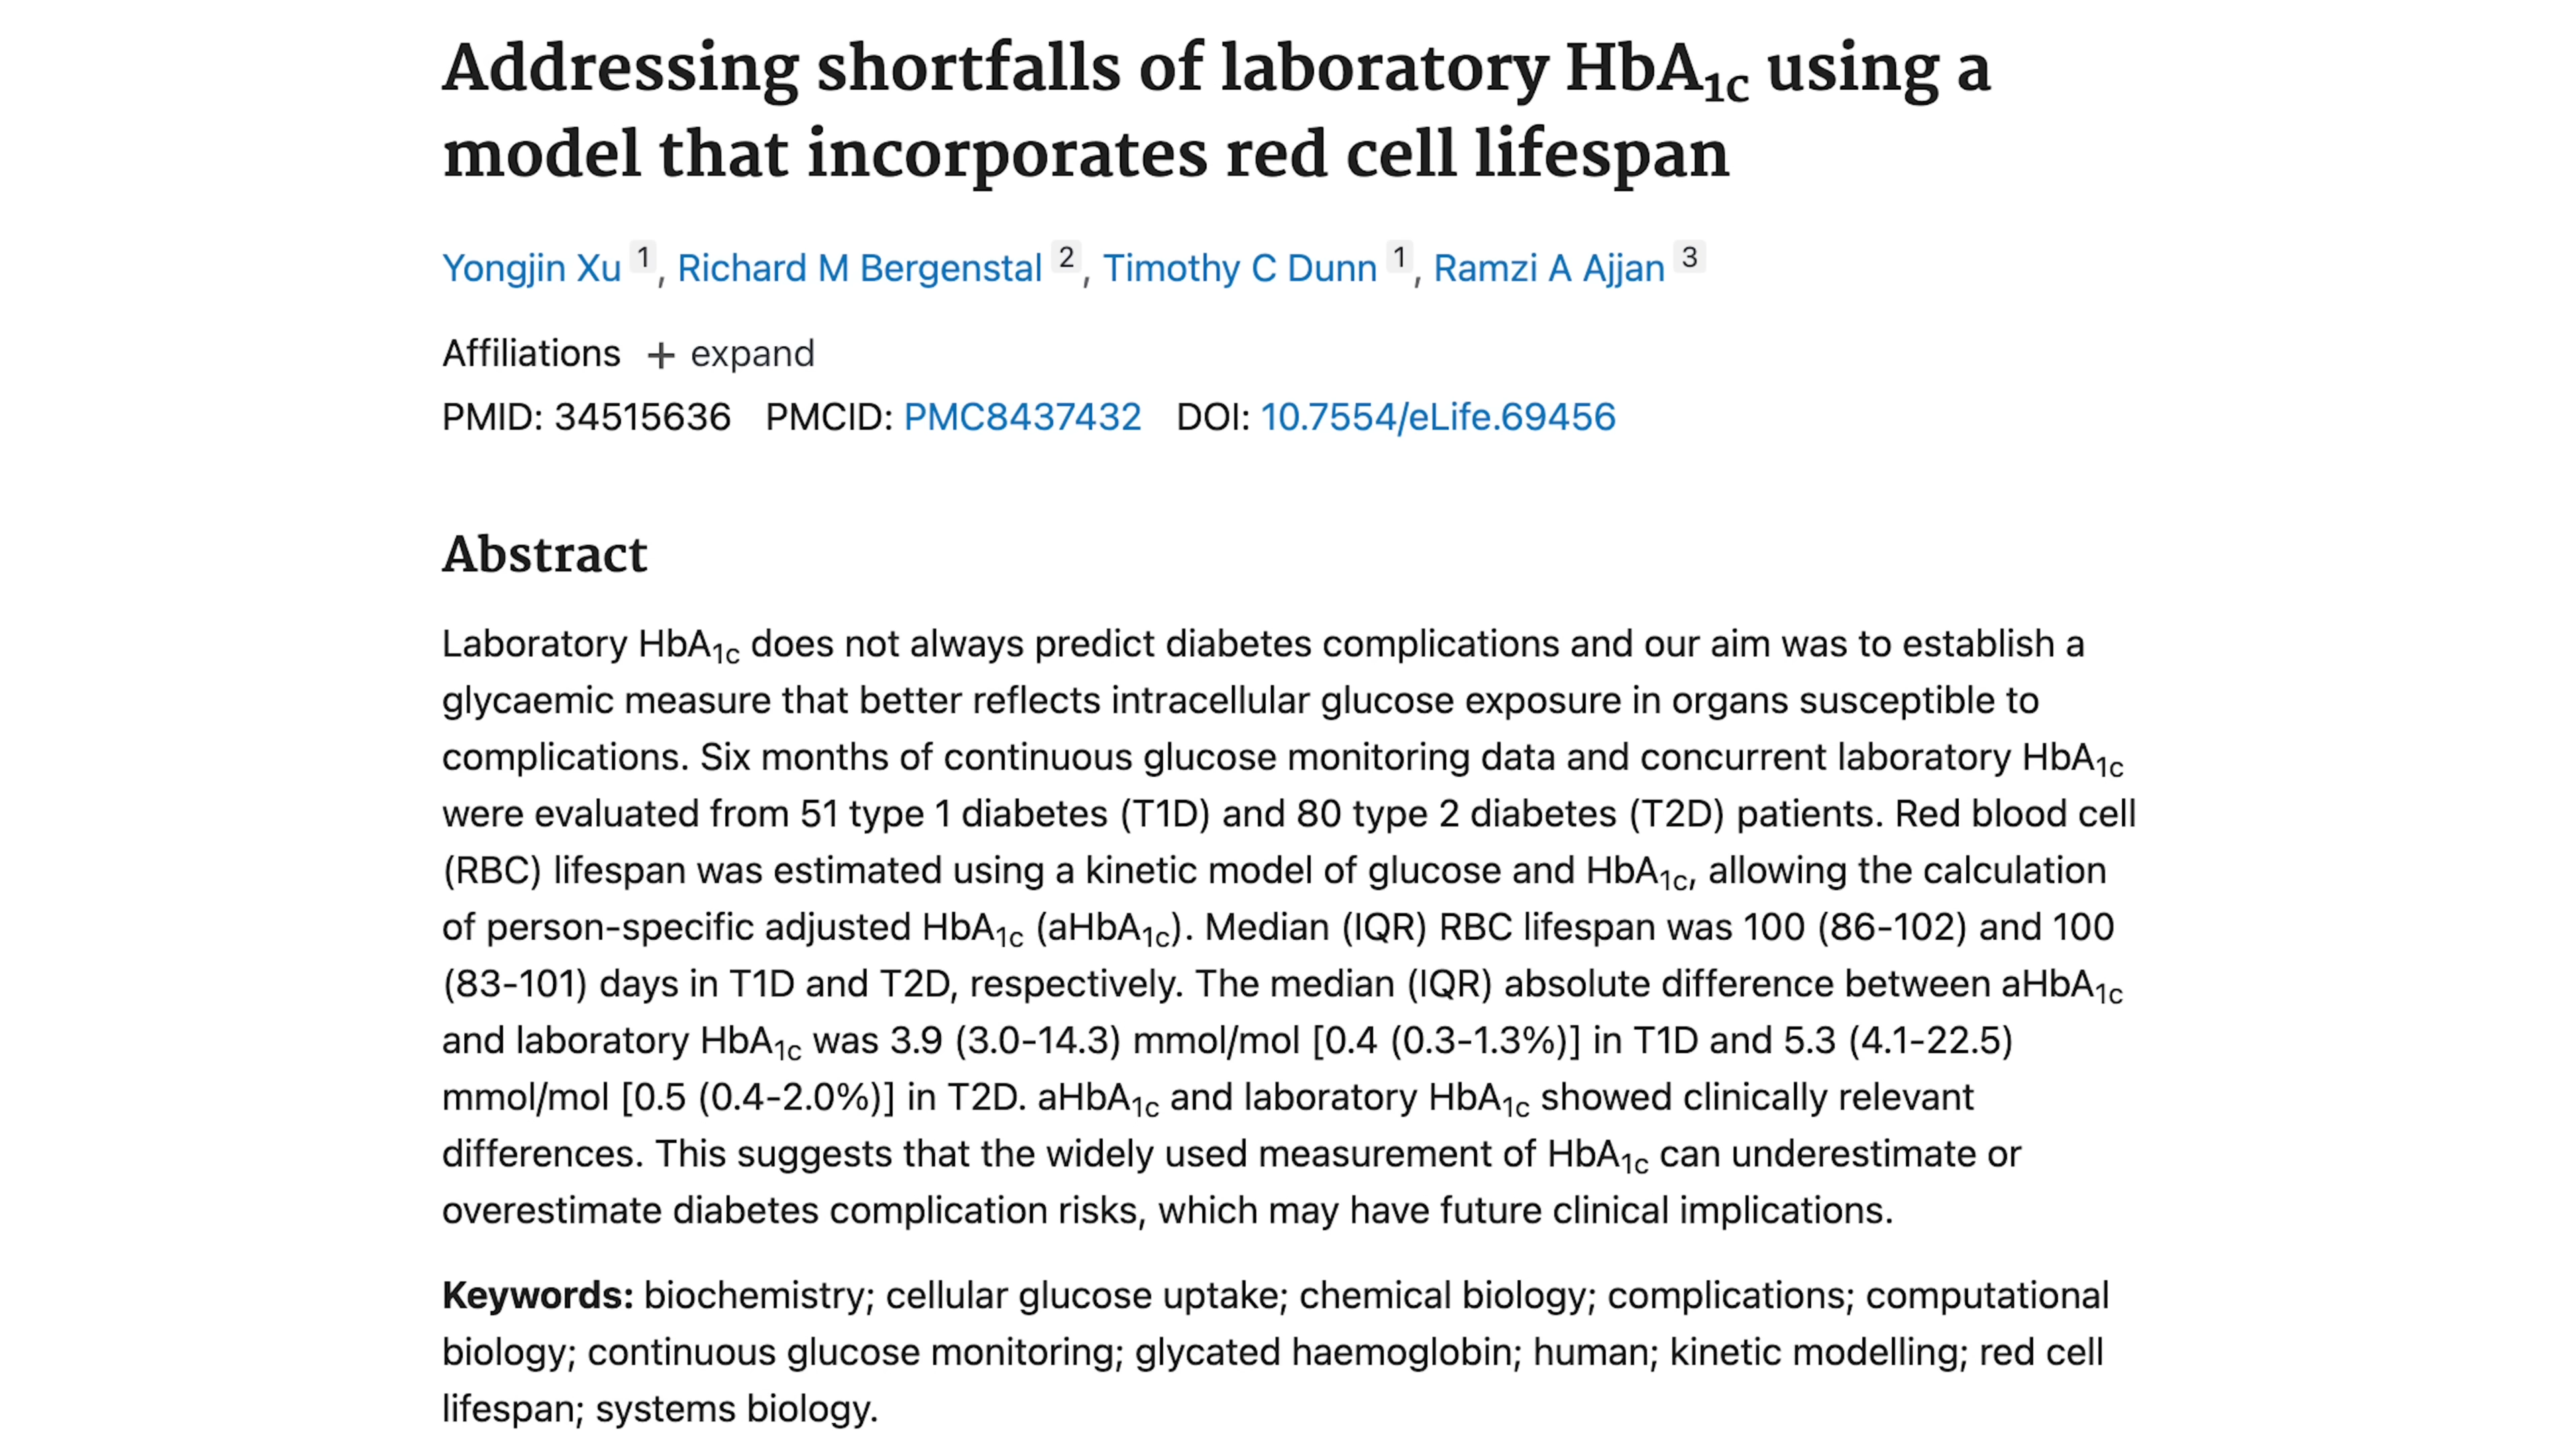 Addressing shortfalls of laboratory HbA1c using a
model that incorporates red cell lifespan
Yongjin Xu 1, Richard M Bergenstal 2, Timothy C Dunn 1, Ramzi A Ajjan 3
Affiliations + expand
PMID: 34515636 PMCID: PMC8437432 DOI: 10.7554/eLife.69456
Abstract
Laboratory HbA1c does not always predict diabetes complications and our aim was to establish a
glycaemic measure that better reflects intracellular glucose exposure in organs susceptible to
complications. Six months of continuous glucose monitoring data and concurrent laboratory HbA1c
were evaluated from 51 type 1 diabetes (T1D) and 80 type 2 diabetes (T2D) patients. Red blood cell
(RBC) lifespan was estimated using a kinetic model of glucose and HbA1c, allowing the calculation
of person-specific adjusted HbA1c (aHbA1c). Median (IQR) RBC lifespan was 100 (86-102) and 100
(83-101) days in T1D and T2D, respectively. The median (IQR) absolute difference between aHbA1c
and laboratory HbA1c was 3.9 (3.0-14.3) mmol/mol [0.4 (0.3-1.3%)] in T1D and 5.3 (4.1-22.5)
mmol/mol [0.5 (0.4-2.0%)] in T2D. aHbA1c and laboratory HbA1c showed clinically relevant
differences. This suggests that the widely used measurement of HbA1c can underestimate or
overestimate diabetes complication risks, which may have future clinical implications.
Keywords: biochemistry; cellular glucose uptake; chemical biology; complications; computational
biology; continuous glucose monitoring; glycated haemoglobin; human; kinetic modelling; red cell
lifespan; systems biology.